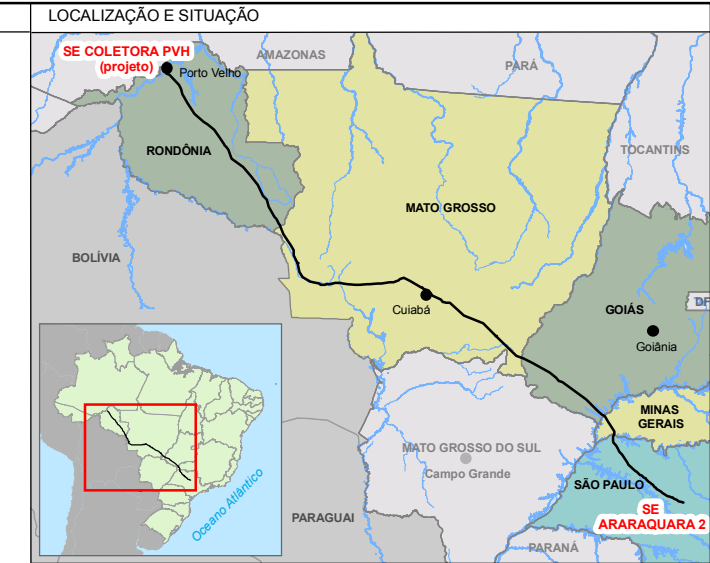 LOCALIZAÇÃO E SITUAÇÃO
SE COLETORA PVH
(projeto)
Porto Velho
AMAZONAS
PARÁ
TOCANTINS
RONDÔNIA
MATO GROSSO
BOLÍVIA
Cuiabá
GOIÁS
DF
Goiânia
MINAS
GERAIS
MATO GROSSO DO SUL
Campo Grande
SÃO PAULO
SE
ARARAQUARA 2
PARAGUAI
PARANÁ
Oceano Atlântico